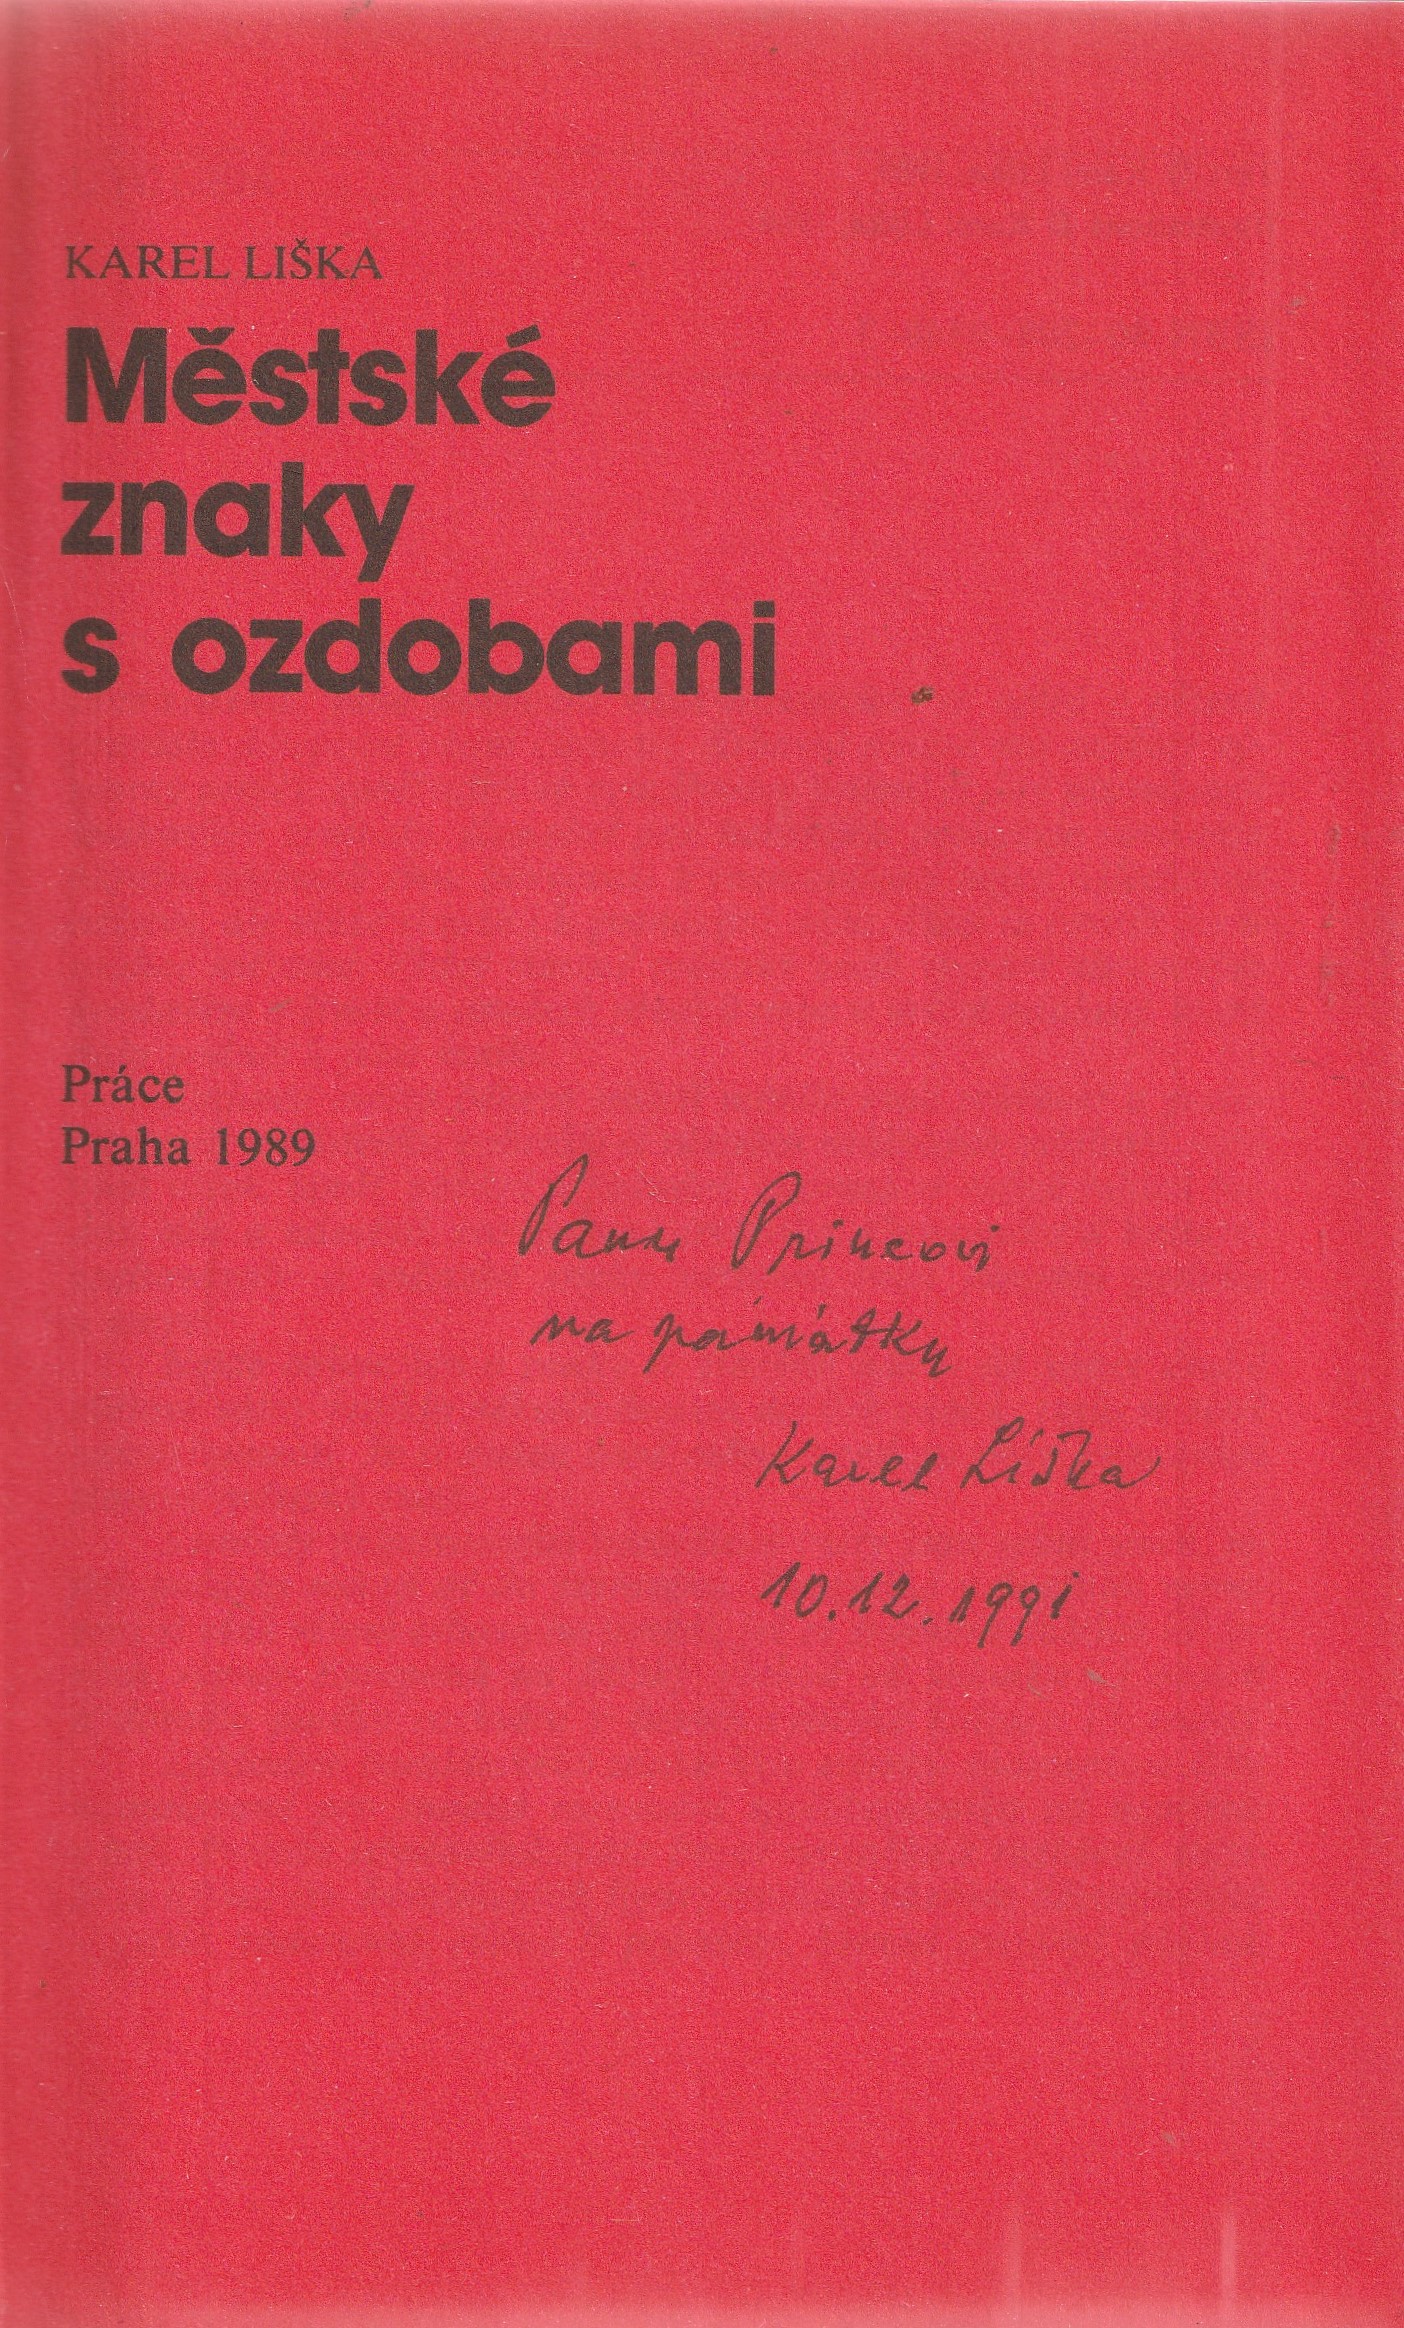 KAREL LIŠKA
Městské
znaky
s ozdobami
Práce
Praha 1989
Panu Princovi
na památku
Karel Liška
10.12.1991